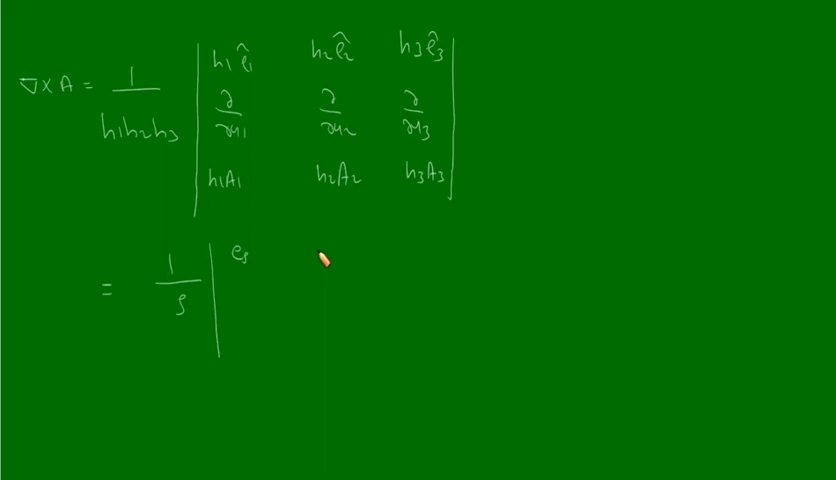 ∇ × A = 1/(h₁h₂h₃) | h₁ê₁ h₂ê₂ h₃ê₃ |
| ∂/∂u₁ ∂/∂u₂ ∂/∂u₃ |
| h₁A₁ h₂A₂ h₃A₃ |
= 1/ρ | eρ